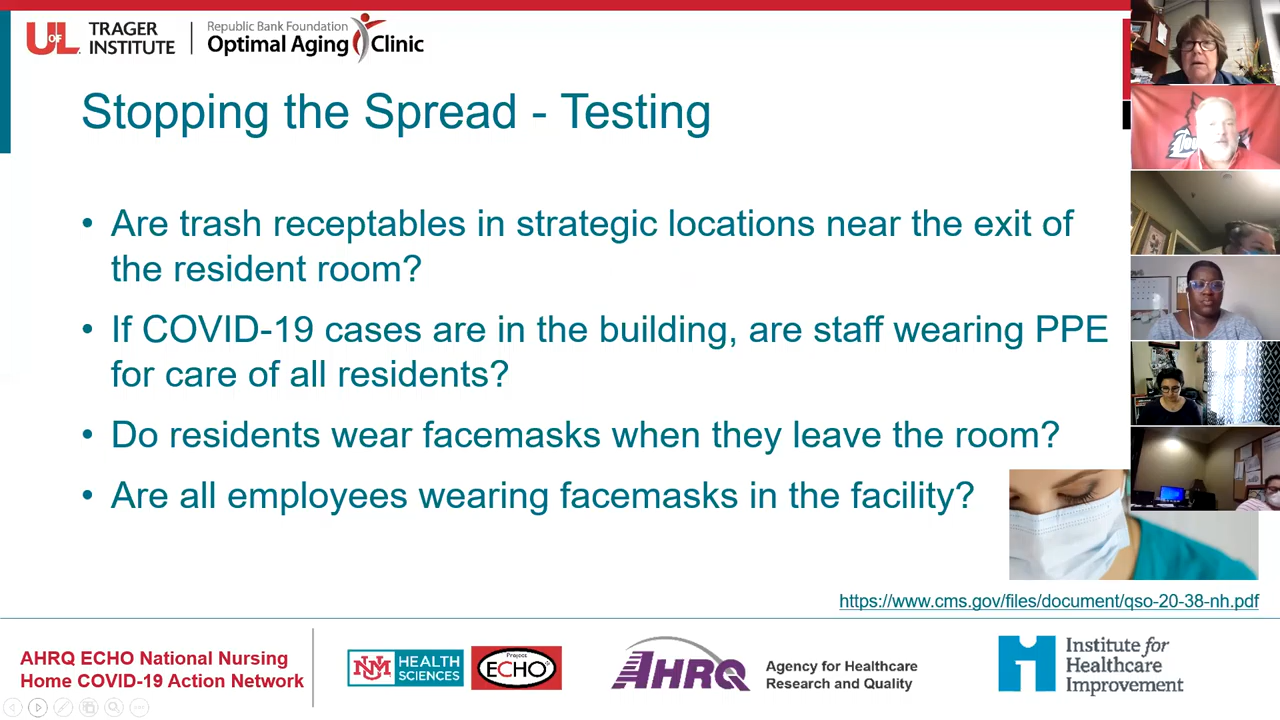 UofL TRAGER INSTITUTE
Republic Bank Foundation
Optimal Aging Clinic
Stopping the Spread - Testing
• Are trash receptables in strategic locations near the exit of
the resident room?
• If COVID-19 cases are in the building, are staff wearing PPE
for care of all residents?
• Do residents wear facemasks when they leave the room?
• Are all employees wearing facemasks in the facility?
https://www.cms.gov/files/document/qso-20-38-nh.pdf
AHRQ ECHO National Nursing
Home COVID-19 Action Network
UNM HEALTH SCIENCES
Project
ECHO®
AHRQ
Agency for Healthcare
Research and Quality
Institute for
Healthcare
Improvement